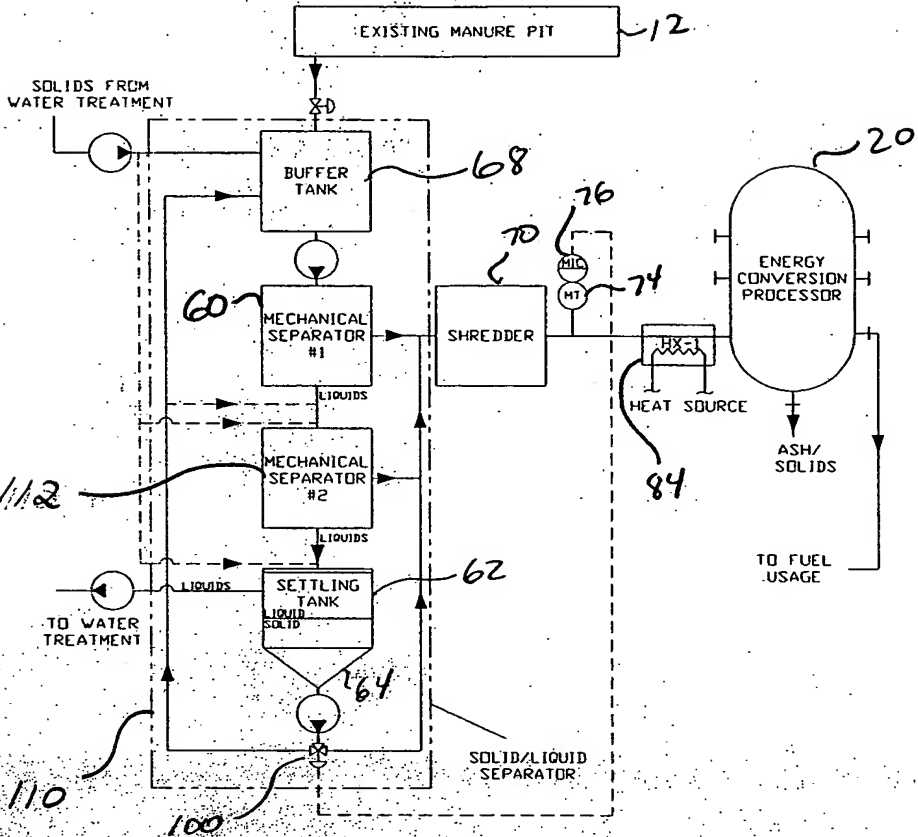 EXISTING MANURE PIT
12
SOLIDS FROM
WATER TREATMENT
D
BUFFER
TANK
68
20
76
MIC
70
MT
74
60
MECHANICAL
SEPARATOR
#1
SHREDDER
ENERGY
CONVERSION
PROCESSOR
HX-1
LIQUIDS
HEAT SOURCE
84
ASH/
SOLIDS
112
MECHANICAL
SEPARATOR
#2
LIQUIDS
62
TO FUEL
USAGE
LIQUIDS
SETTLING
TANK
LIQUID
SOLID
TO WATER
TREATMENT
64
SOLID/LIQUID
SEPARATOR
110
100